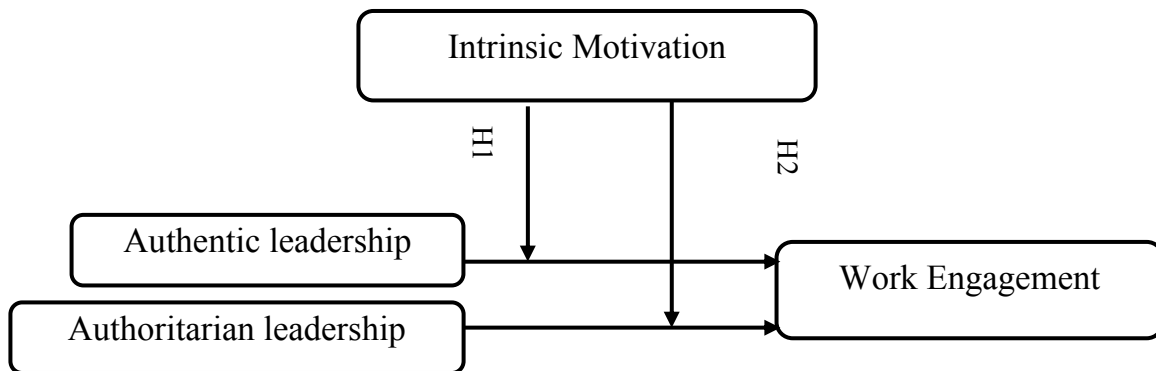 Intrinsic Motivation
H1
H2
Authentic leadership
Work Engagement
Authoritarian leadership